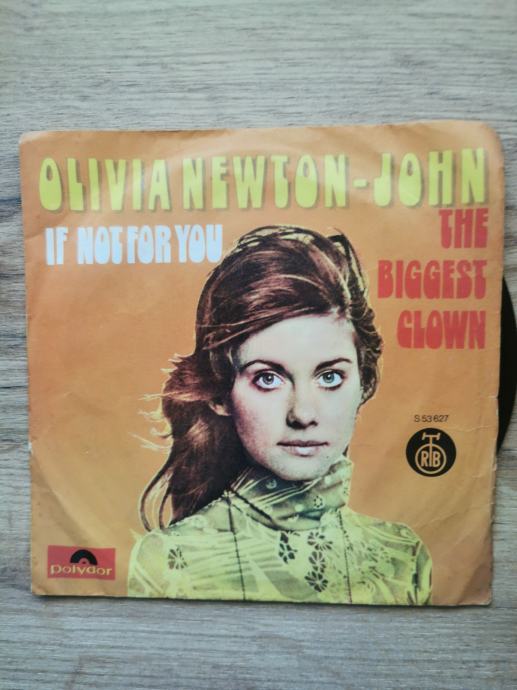 OLIVIA NEWTON-JOHN
IF NOT FOR YOU
THE
BIGGEST
CLOWN
S 53 627
RTB
polydor